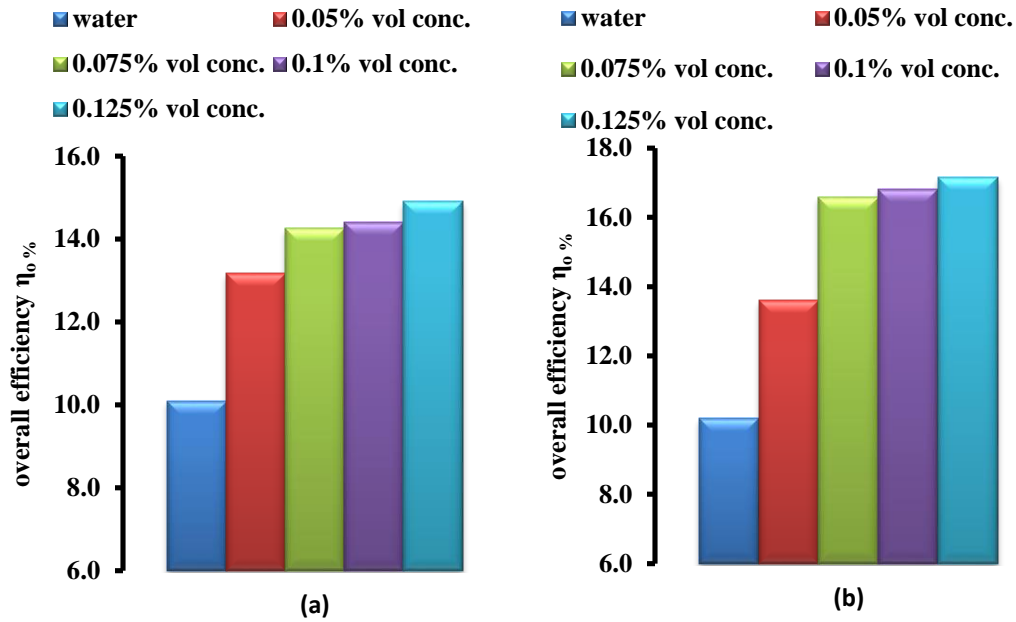 water 0.05% vol conc.
0.075% vol conc. 0.1% vol conc.
0.125% vol conc.
16.0
14.0
12.0
10.0
8.0
6.0
overall efficiency ηo %
(a)
water 0.05% vol conc.
0.075% vol conc. 0.1% vol conc.
0.125% vol conc.
18.0
16.0
14.0
12.0
10.0
8.0
6.0
overall efficiency ηo %
(b)